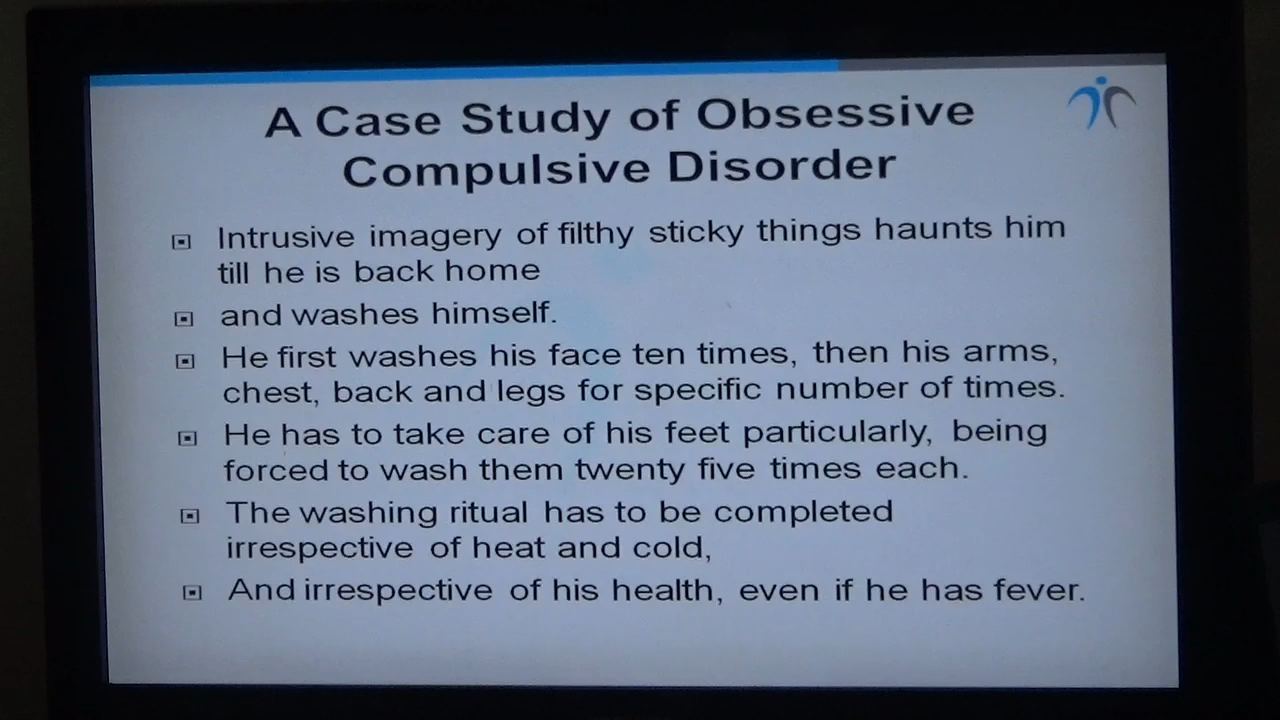 A Case Study of Obsessive
Compulsive Disorder
Intrusive imagery of filthy sticky things haunts him
till he is back home
and washes himself.
He first washes his face ten times, then his arms,
chest, back and legs for specific number of times.
He has to take care of his feet particularly, being
forced to wash them twenty five times each.
The washing ritual has to be completed
irrespective of heat and cold,
And irrespective of his health, even if he has fever.